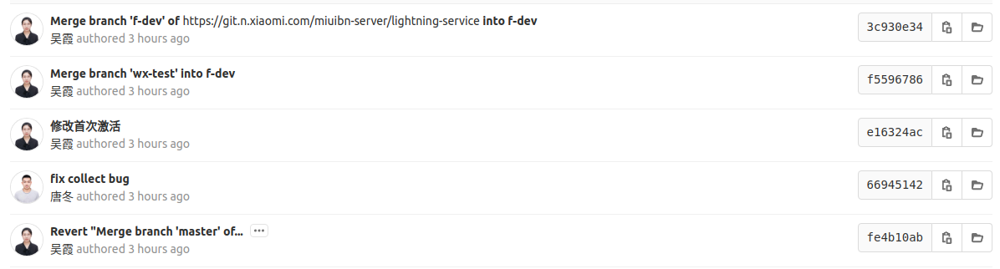 Merge branch 'f-dev' of https://git.n.xiaomi.com/miuibn-server/lightning-service into f-dev
吴霞 authored 3 hours ago
3c930e34
Merge branch 'wx-test' into f-dev
吴霞 authored 3 hours ago
f5596786
修改首次激活
吴霞 authored 3 hours ago
e16324ac
fix collect bug
唐冬 authored 3 hours ago
66945142
Revert "Merge branch 'master' of...
吴霞 authored 3 hours ago
fe4b10ab